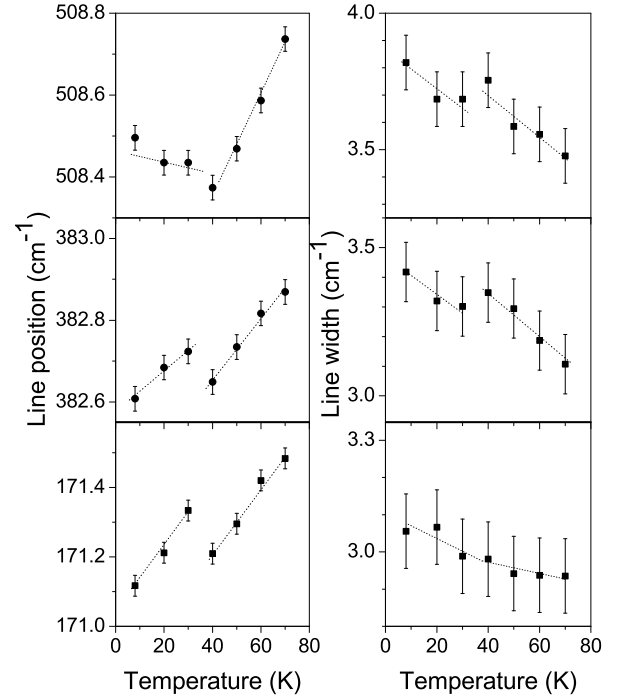 508.8
508.6
508.4
383.0
382.8
382.6
171.4
171.2
171.0
0 20 40 60 80
Line position (cm-1)
Temperature (K)
4.0
3.5
3.5
3.0
3.3
3.0
0 20 40 60 80
Line width (cm-1)
Temperature (K)